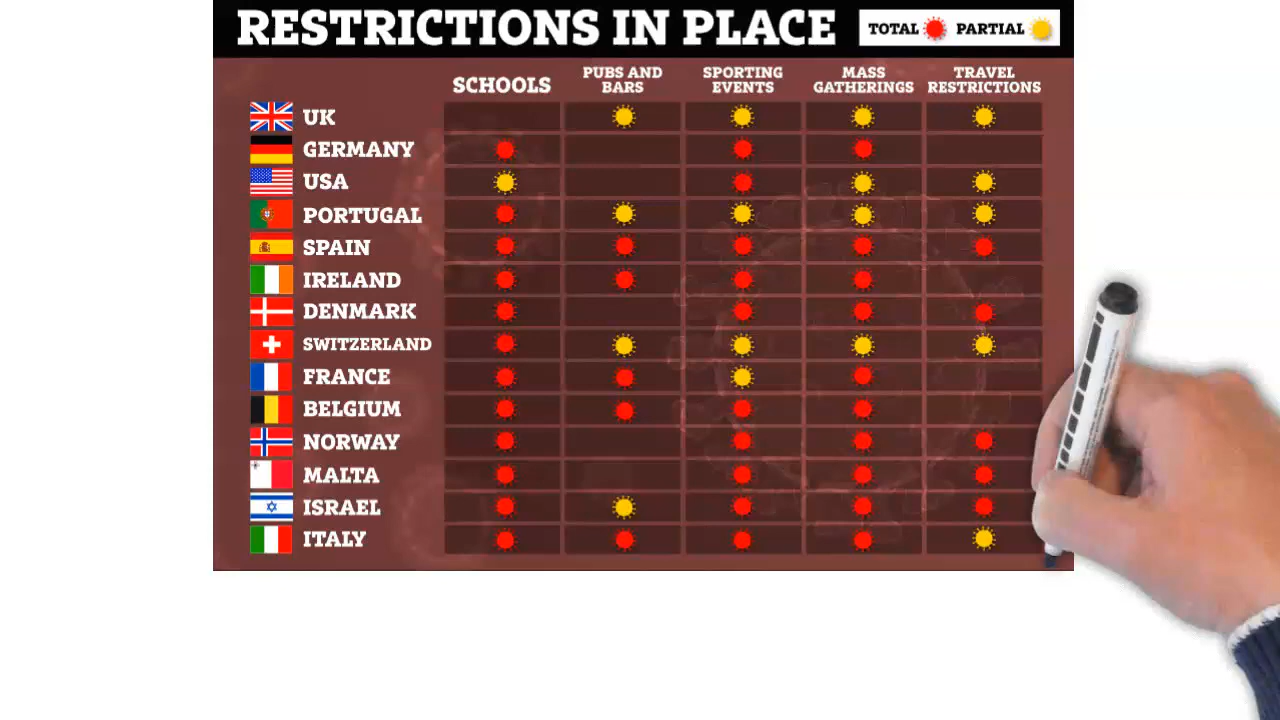 RESTRICTIONS IN PLACE
TOTAL PARTIAL
SCHOOLS
PUBS AND
BARS
SPORTING
EVENTS
MASS
GATHERINGS
TRAVEL
RESTRICTIONS
UK
GERMANY
USA
PORTUGAL
SPAIN
IRELAND
DENMARK
SWITZERLAND
FRANCE
BELGIUM
NORWAY
MALTA
ISRAEL
ITALY